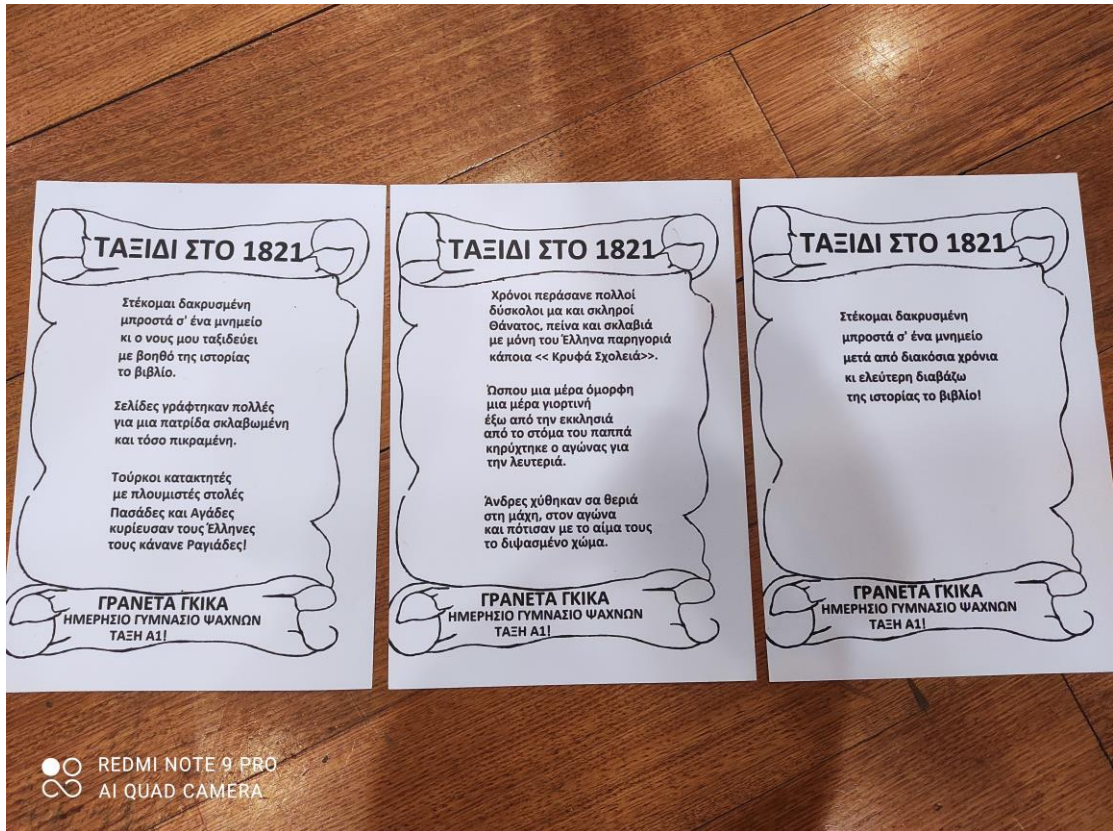 ΤΑΞΙΔΙ ΣΤΟ 1821
Στέκομαι δακρυσμένη
μπροστά σ' ένα μνημείο
κι ο νους μου ταξιδεύει
με βοηθό της ιστορίας
το βιβλίο.
Σελίδες γράφτηκαν πολλές
για μια πατρίδα σκλαβωμένη
και τόσο πικραμένη.
Τούρκοι κατακτητές
με πλουμιστές στολές
Πασάδες και Αγάδες
κυρίευσαν τους Έλληνες
τους κάνανε Ραγιάδες!
ΓΡΑΝΕΤΑ ΓΚΙΚΑ
ΗΜΕΡΗΣΙΟ ΓΥΜΝΑΣΙΟ ΨΑΧΝΩΝ
ΤΑΞΗ Α1!
ΤΑΞΙΔΙ ΣΤΟ 1821
Χρόνοι περάσανε πολλοί
δύσκολοι μα και σκληροί
Θάνατος, πείνα και σκλαβιά
με μόνη του Έλληνα παρηγοριά
κάποια << Κρυφά Σχολειά>>.
Ώσπου μια μέρα όμορφη
μια μέρα γιορτινή
έξω από την εκκλησιά
από το στόμα του παππά
κηρύχτηκε ο αγώνας για
την λευτεριά.
Άνδρες χύθηκαν σα θεριά
στη μάχη, στον αγώνα
και πότισαν με το αίμα τους
το διψασμένο χώμα.
ΓΡΑΝΕΤΑ ΓΚΙΚΑ
ΗΜΕΡΗΣΙΟ ΓΥΜΝΑΣΙΟ ΨΑΧΝΩΝ
ΤΑΞΗ Α1!
ΤΑΞΙΔΙ ΣΤΟ 1821
Στέκομαι δακρυσμένη
μπροστά σ' ένα μνημείο
μετά από διακόσια χρόνια
κι ελεύτερη διαβάζω
της ιστορίας το βιβλίο!
ΓΡΑΝΕΤΑ ΓΚΙΚΑ
ΗΜΕΡΗΣΙΟ ΓΥΜΝΑΣΙΟ ΨΑΧΝΩΝ
ΤΑΞΗ Α1!
REDMI NOTE 9 PRO
AI QUAD CAMERA